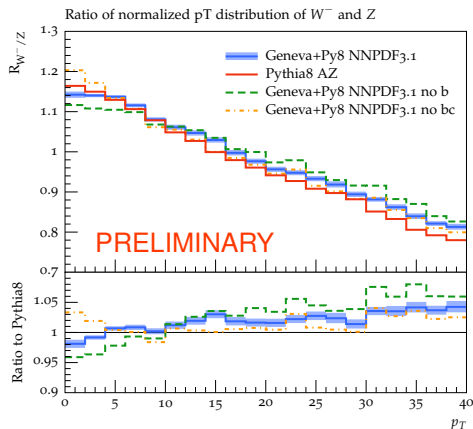 Ratio of normalized pT distribution of W⁻ and Z
R_{W⁻/Z}
1.3
1.2
1.1
1
0.9
0.8
0.7
Geneva+Py8 NNPDF3.1
Pythia8 AZ
Geneva+Py8 NNPDF3.1 no b
Geneva+Py8 NNPDF3.1 no bc
PRELIMINARY
Ratio to Pythia8
1.05
1
0.95
0.9
0 5 10 15 20 25 30 35 40
p_T